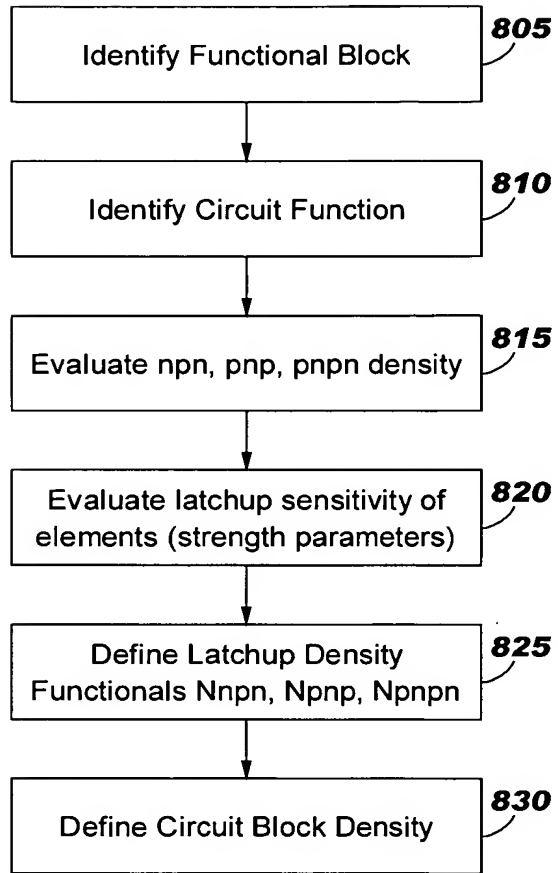 Identify Functional Block
805
Identify Circuit Function
810
Evaluate npn, pnp, pnpn density
815
Evaluate latchup sensitivity of
elements (strength parameters)
820
Define Latchup Density
Functionals Nnpn, Npnp, Npnpn
825
Define Circuit Block Density
830